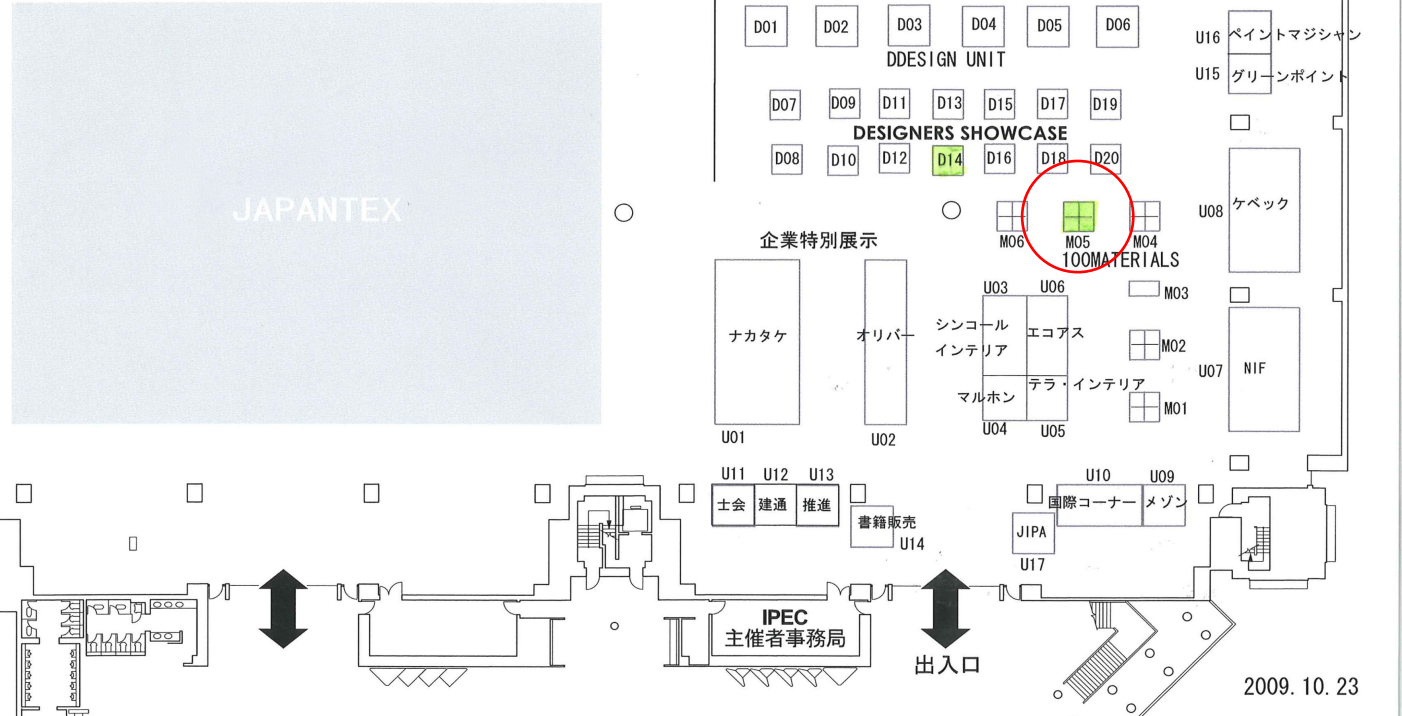 D01 D02 D03 D04 D05 D06
DDESIGN UNIT
U16 ペイントマジシャン
U15 グリーンポイント
D07 D09 D11 D13 D15 D17 D19
DESIGNERS SHOWCASE
D08 D10 D12 D14 D16 D18 D20
JAPANTEX
U08 ケベック
M06 M05 M04
100MATERIALS
企業特別展示
U03 U06
M03
ナカタケ
オリバー
シンコール
インテリア
エコアス
M02
U07 NIF
マルホン
テラ・インテリア
M01
U01
U02
U04 U05
U11 U12 U13
士会 建通 推進
U10 U09
国際コーナー メゾン
書籍販売
U14
JIPA
U17
IPEC
主催者事務局
出入口
2009.10.23